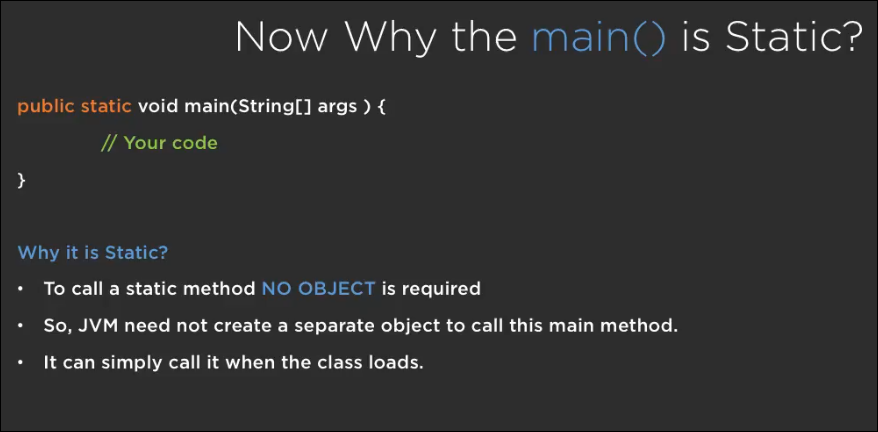 Now Why the main() is Static?
public static void main(String[] args ) {
// Your code
}
Why it is Static?
• To call a static method NO OBJECT is required
• So, JVM need not create a separate object to call this main method.
• It can simply call it when the class loads.